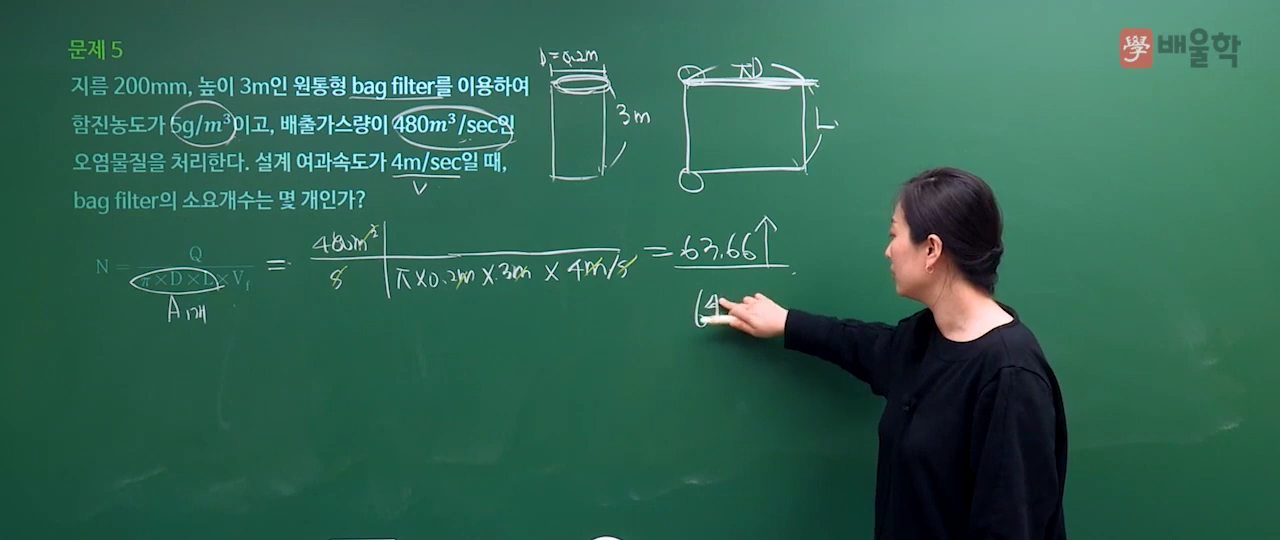 문제 5
學 배울학
지름 200mm, 높이 3m인 원통형 bag filter를 이용하여
함진농도가 5g/m³이고, 배출가스량이 480m³/sec인
오염물질을 처리한다. 설계 여과속도가 4m/sec일 때,
bag filter의 소요개수는 몇 개인가?
D=0.2m
3m
πD
L
V
N = Q / π×D×L×V_f = 480m³ / s | π×0.2m×3m×4m/s = 63.66↑
A 1개
64